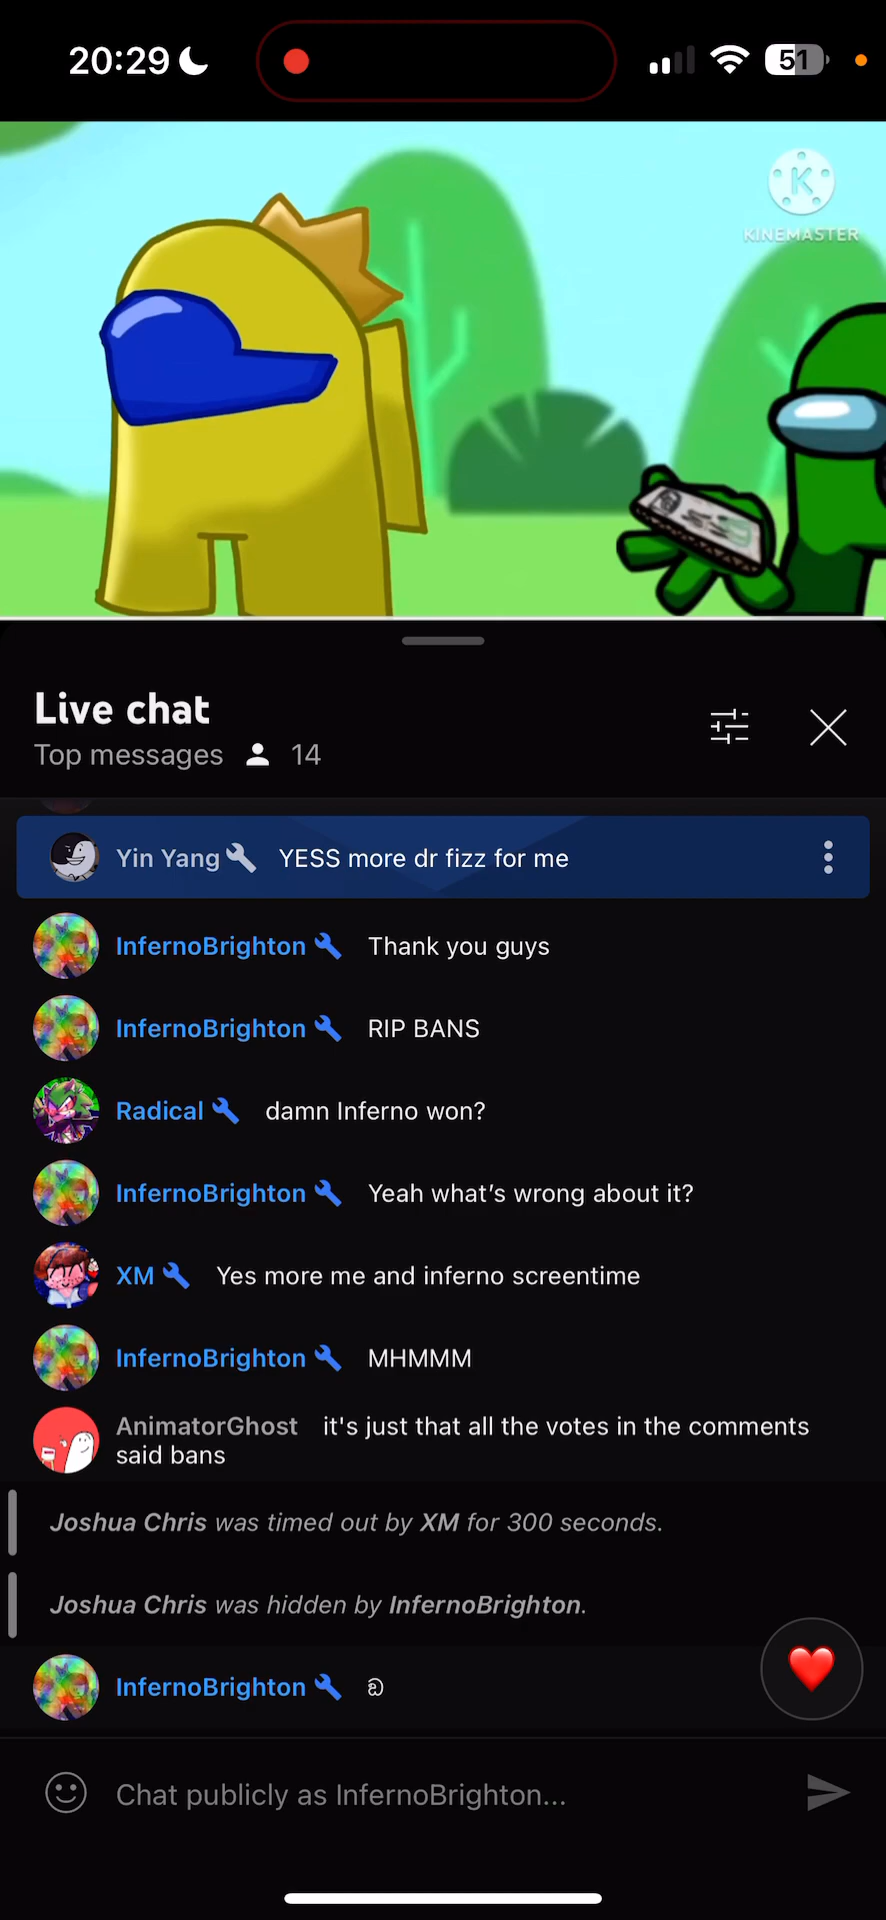 20:29
51
K
KINEMASTER
Live chat
Top messages 14
Yin Yang YESS more dr fizz for me
InfernoBrighton Thank you guys
InfernoBrighton RIP BANS
Radical damn Inferno won?
InfernoBrighton Yeah what's wrong about it?
XM Yes more me and inferno screentime
InfernoBrighton MHMMM
AnimatorGhost it's just that all the votes in the comments
said bans
Joshua Chris was timed out by XM for 300 seconds.
Joshua Chris was hidden by InfernoBrighton.
InfernoBrighton
Chat publicly as InfernoBrighton...